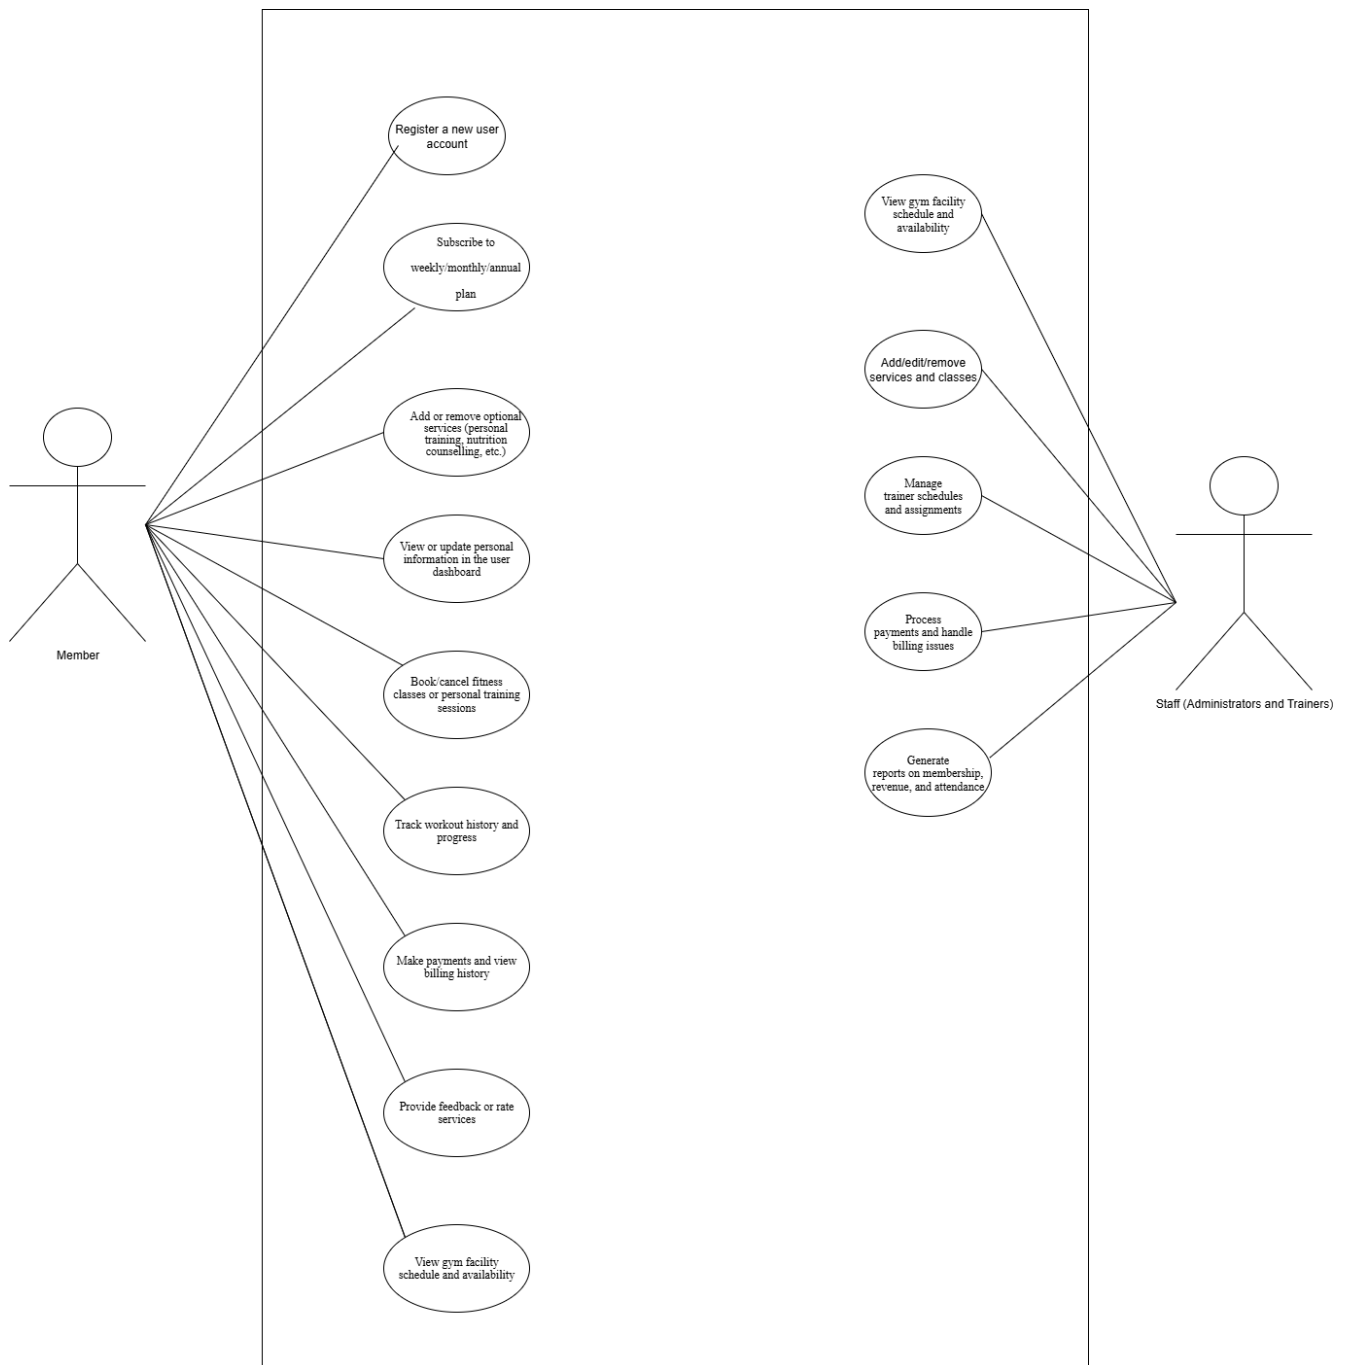 Register a new user
account
Subscribe to
weekly/monthly/annual
plan
Add or remove optional
services (personal
training, nutrition
counselling, etc.)
View or update personal
information in the user
dashboard
Book/cancel fitness
classes or personal training
sessions
Track workout history and
progress
Make payments and view
billing history
Provide feedback or rate
services
View gym facility
schedule and availability
Member
View gym facility
schedule and
availability
Add/edit/remove
services and classes
Manage
trainer schedules
and assignments
Process
payments and handle
billing issues
Generate
reports on membership,
revenue, and attendance
Staff (Administrators and Trainers)